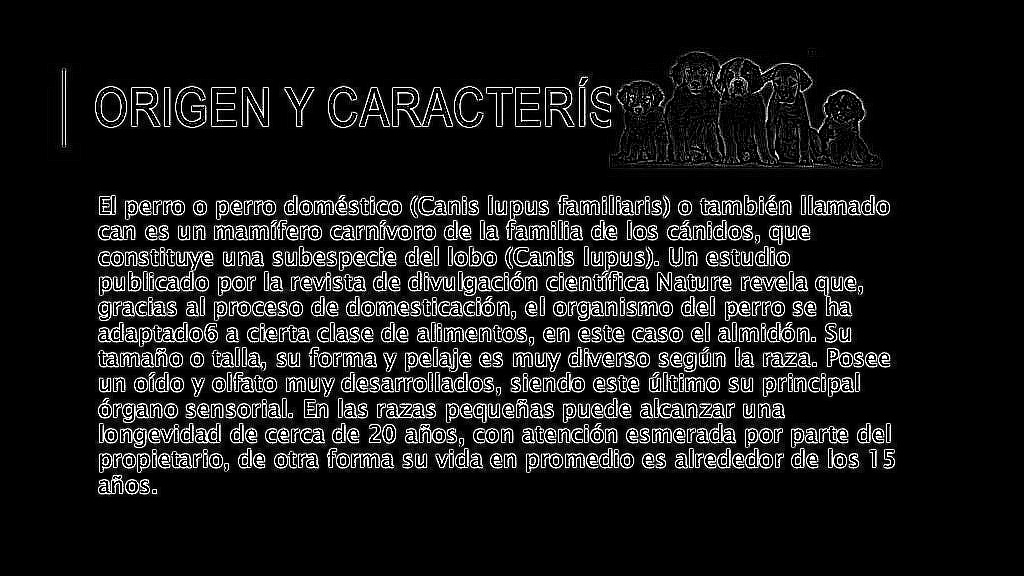 ORIGEN Y CARACTERÍS
El perro o perro doméstico (Canis lupus familiaris) o también llamado
can es un mamífero carnívoro de la familia de los cánidos, que
constituye una subespecie del lobo (Canis lupus). Un estudio
publicado por la revista de divulgación científica Nature revela que,
gracias al proceso de domesticación, el organismo del perro se ha
adaptado6 a cierta clase de alimentos, en este caso el almidón. Su
tamaño o talla, su forma y pelaje es muy diverso según la raza. Posee
un oído y olfato muy desarrollados, siendo este último su principal
órgano sensorial. En las razas pequeñas puede alcanzar una
longevidad de cerca de 20 años, con atención esmerada por parte del
propietario, de otra forma su vida en promedio es alrededor de los 15
años.